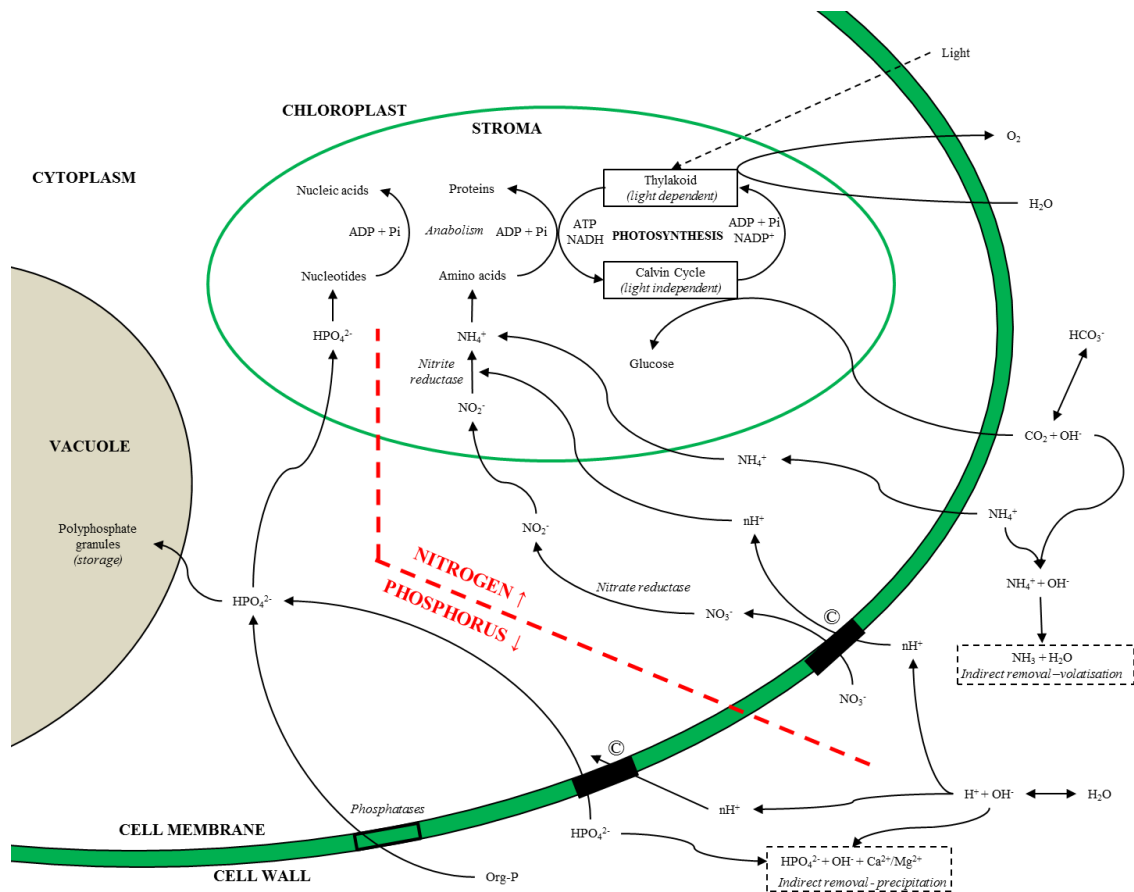 Light
CHLOROPLAST
STROMA
O₂
CYTOPLASM
Nucleic acids
Proteins
Thylakoid
(light dependent)
H₂O
ADP + Pi
Anabolism
ADP + Pi
ATP
NADH
PHOTOSYNTHESIS
ADP + Pi
NADP⁺
Nucleotides
Amino acids
Calvin Cycle
(light independent)
HPO₄²⁻
NH₄⁺
HCO₃⁻
Nitrite
reductase
Glucose
NO₂⁻
VACUOLE
CO₂ + OH⁻
NH₄⁺
Polyphosphate
granules
(storage)
NO₂⁻
nH⁺
NH₄⁺
NITROGEN ↑
PHOSPHORUS ↓
Nitrate reductase
NH₄⁺ + OH⁻
HPO₄²⁻
NO₃⁻
©
nH⁺
NH₃ + H₂O
Indirect removal –volatisation
NO₃⁻
©
H⁺ + OH⁻
H₂O
Phosphatases
nH⁺
CELL MEMBRANE
HPO₄²⁻
HPO₄²⁻ + OH⁻ + Ca²⁺/Mg²⁺
Indirect removal - precipitation
CELL WALL
Org-P